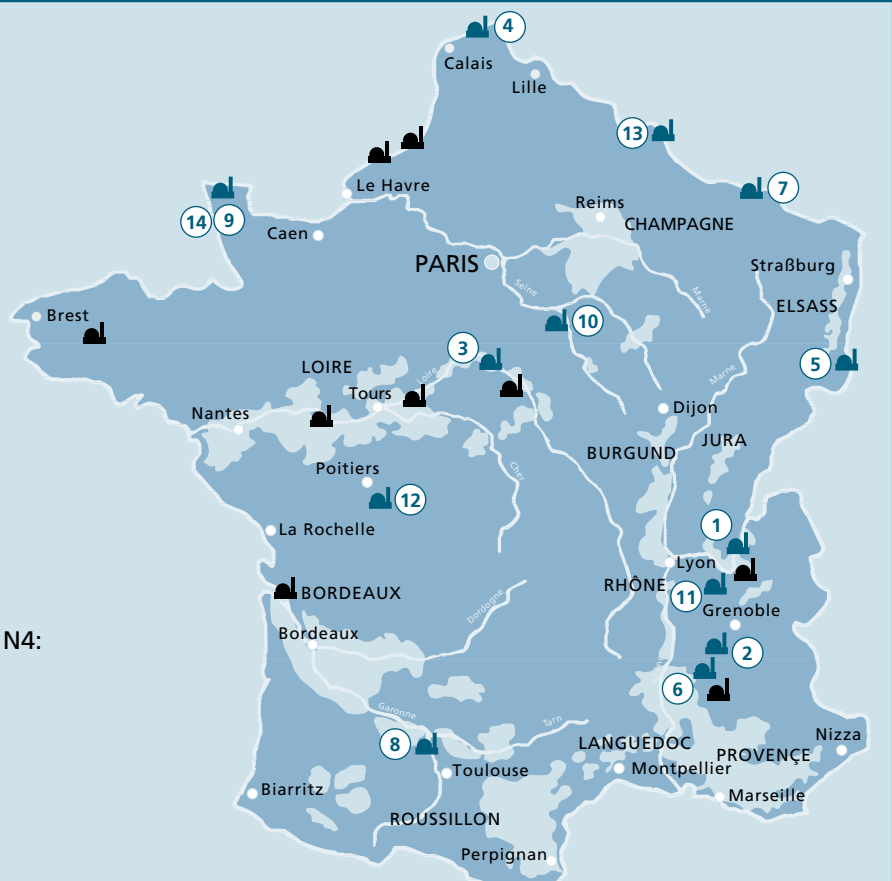 4
Calais
Lille
13
7
Le Havre
Reims
CHAMPAGNE
14
9
Caen
PARIS
Straßburg
Seine
Marne
ELSASS
Brest
10
3
5
LOIRE
Loire
Marne
Tours
Nantes
Dijon
BURGUND
JURA
Poitiers
Cher
12
1
La Rochelle
Lyon
RHÔNE
11
BORDEAUX
Dordogne
Grenoble
N4:
Bordeaux
2
6
Garonne
Tarn
8
LANGUEDOC
PROVENÇE
Nizza
Toulouse
Montpellier
Biarritz
Marseille
ROUSSILLON
Perpignan